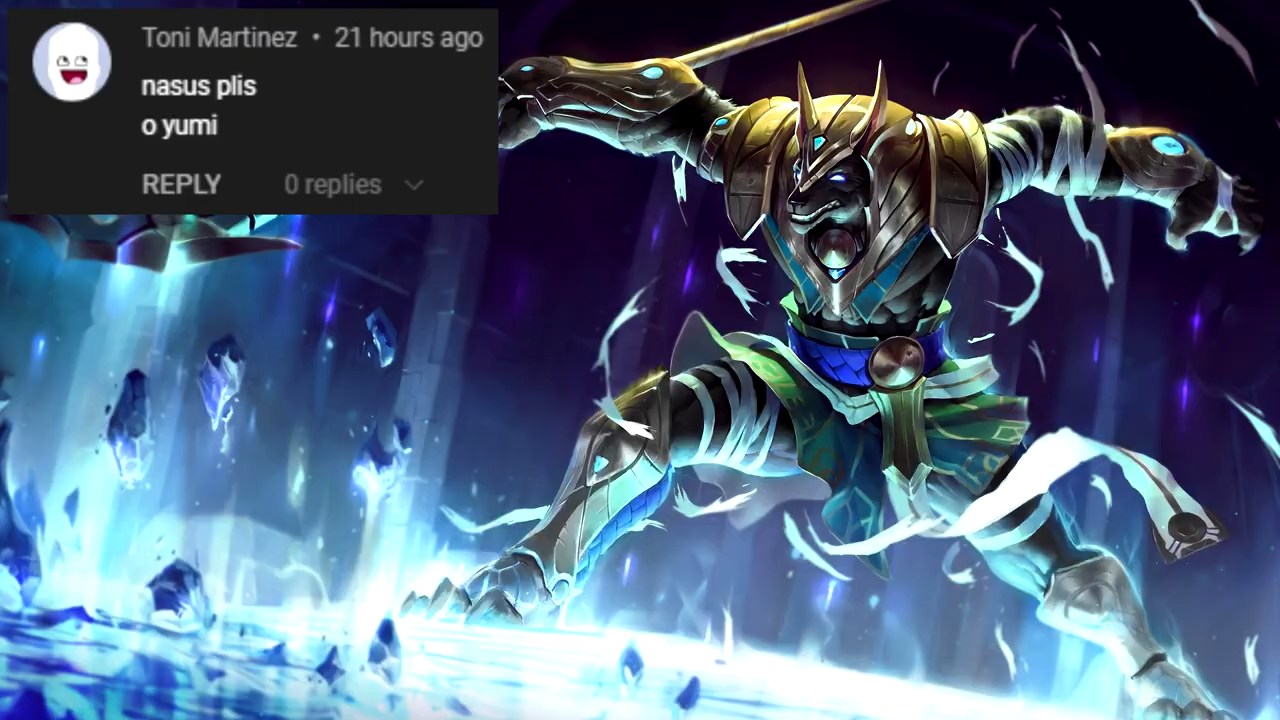 Toni Martinez • 21 hours ago
nasus plis
o yumi
REPLY 0 replies